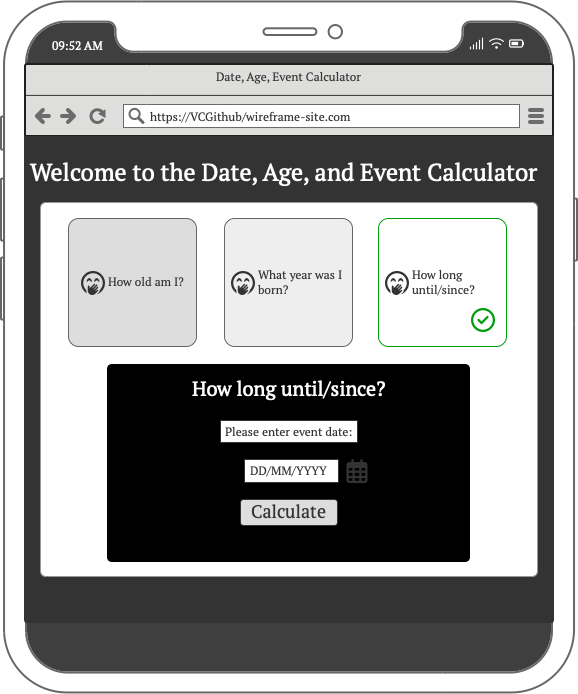 09:52 AM
Date, Age, Event Calculator
https://VCGithub/wireframe-site.com
Welcome to the Date, Age, and Event Calculator
How old am I?
What year was I
born?
How long
until/since?
How long until/since?
Please enter event date:
DD/MM/YYYY
Calculate